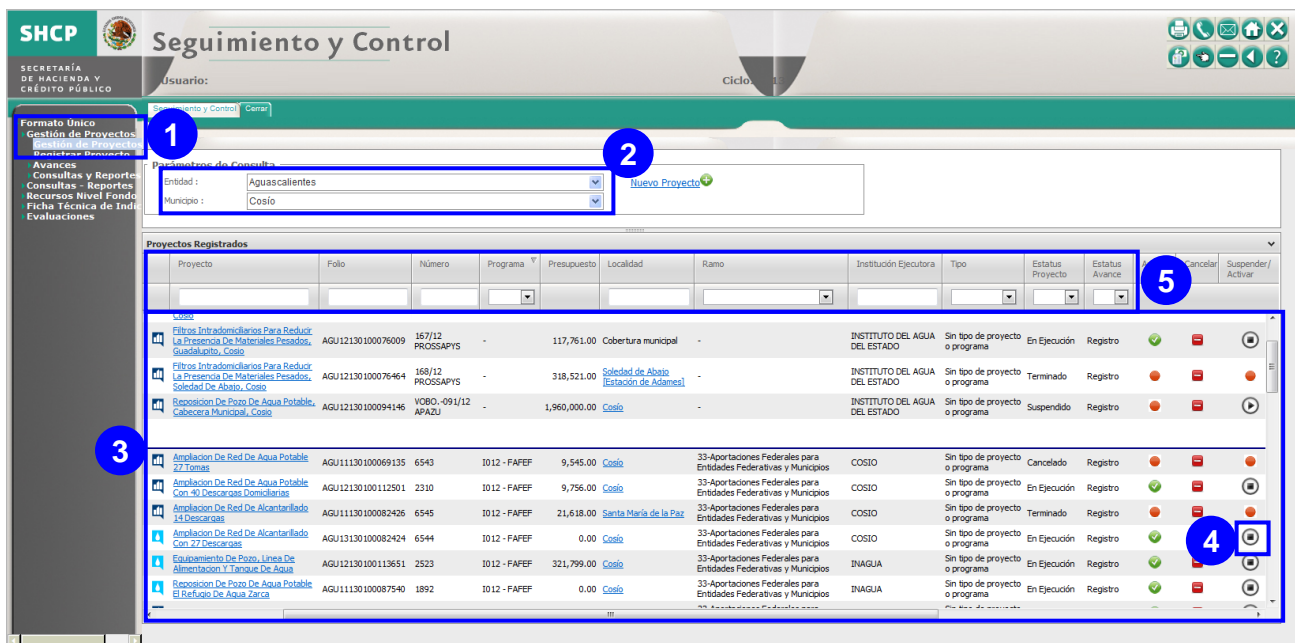 SHCP
SECRETARÍA
DE HACIENDA Y
CRÉDITO PÚBLICO
Seguimiento y Control
Usuario:
Ciclo:
Seguimiento y Control
Cerrar
Formato Único
Gestión de Proyectos
Gestión de Proyectos
Registrar Proyecto
Avances
Consultas y Reportes
Consultas - Reportes
Recursos Nivel Fondo
Ficha Técnica de Indic
Evaluaciones
1
2
Parámetros de Consulta
Entidad : Aguascalientes
Nuevo Proyecto
Municipio : Cosío
Proyectos Registrados
Proyecto Folio Número Programa Presupuesto Localidad Ramo Institución Ejecutora Tipo Estatus Proyecto Estatus Avance Cancelar Suspender/ Activar
5
Cosio
Filtros Intradomiciliarios Para Reducir La Presencia De Materiales Pesados, Guadalupito, Cosio AGU12130100076009 167/12 PROSSAPYS - 117,761.00 Cobertura municipal - INSTITUTO DEL AGUA DEL ESTADO Sin tipo de proyecto o programa En Ejecución Registro
Filtros Intradomiciliarios Para Reducir La Presencia De Materiales Pesados, Soledad De Abajo, Cosio AGU12130100076464 168/12 PROSSAPYS - 318,521.00 Soledad de Abajo [Estación de Adames] - INSTITUTO DEL AGUA DEL ESTADO Sin tipo de proyecto o programa Terminado Registro
Reposicion De Pozo De Agua Potable, Cabecera Municipal, Cosio AGU12130100094146 VOBO.-091/12 APAZU - 1,960,000.00 Cosío - INSTITUTO DEL AGUA DEL ESTADO Sin tipo de proyecto o programa Suspendido Registro
3
Ampliacion De Red De Agua Potable 27 Tomas AGU11130100069135 6543 I012 - FAFEF 9,545.00 Cosío 33-Aportaciones Federales para Entidades Federativas y Municipios COSIO Sin tipo de proyecto o programa Cancelado Registro
Ampliacion De Red De Agua Potable Con 40 Descargas Domiciliarias AGU12130100112501 2310 I012 - FAFEF 9,756.00 Cosío 33-Aportaciones Federales para Entidades Federativas y Municipios COSIO Sin tipo de proyecto o programa En Ejecución Registro
Ampliacion De Red De Alcantarillado 14 Descargas AGU11130100082426 6545 I012 - FAFEF 21,618.00 Santa María de la Paz 33-Aportaciones Federales para Entidades Federativas y Municipios COSIO Sin tipo de proyecto o programa Terminado Registro
Ampliacion De Red De Alcantarillado Con 27 Descargas AGU13130100082424 6544 I012 - FAFEF 0.00 Cosío 33-Aportaciones Federales para Entidades Federativas y Municipios COSIO Sin tipo de proyecto o programa En Ejecución Registro
4
Equipamiento De Pozo, Linea De Alimentacion Y Tanque De Agua AGU12130100113651 2523 I012 - FAFEF 321,799.00 Cosío 33-Aportaciones Federales para Entidades Federativas y Municipios INAGUA Sin tipo de proyecto o programa En Ejecución Registro
Reposicion De Pozo De Agua Potable El Refugio De Agua Zarca AGU11130100087540 1892 I012 - FAFEF 0.00 Cosío 33-Aportaciones Federales para Entidades Federativas y Municipios INAGUA Sin tipo de proyecto o programa En Ejecución Registro